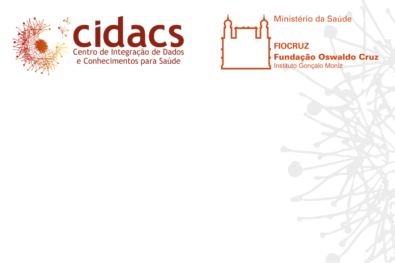 cidacs
Centro de Integração de Dados
e Conhecimentos para Saúde
Ministério da Saúde
FIOCRUZ
Fundação Oswaldo Cruz
Instituto Gonçalo Moniz